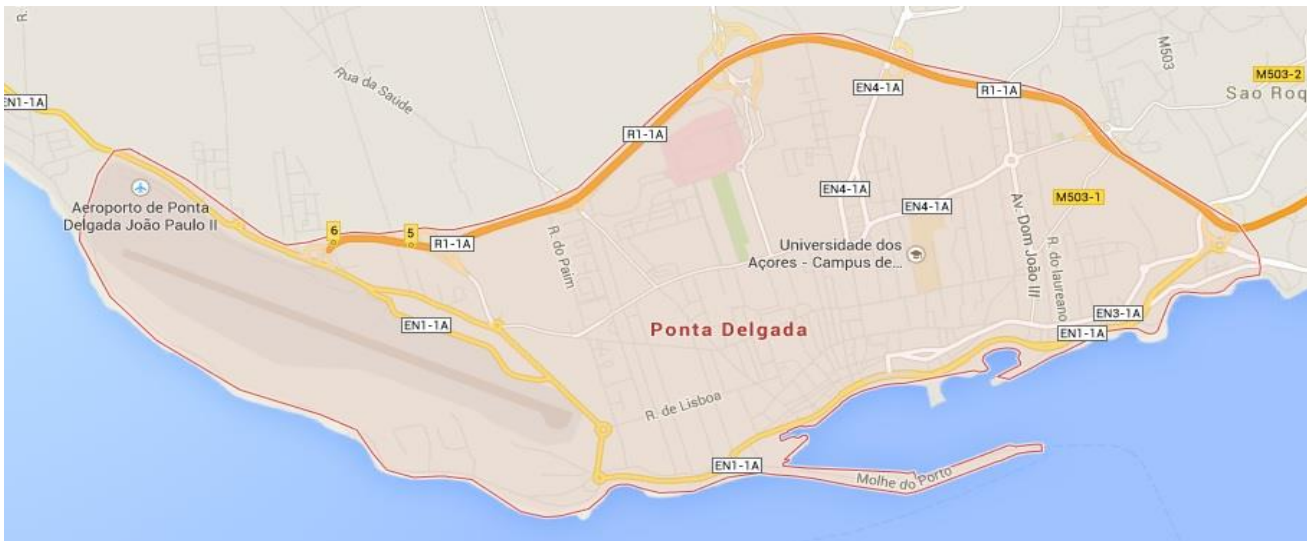 R.
M503
M503-2
Sao Roq
Rua da Saúde
EN4-1A
R1-1A
EN1-1A
R1-1A
Aeroporto de Ponta
Delgada João Paulo II
EN4-1A
M503-1
EN4-1A
6
5
R1-1A
R. do Paim
Universidade dos
Açores - Campus de...
Av. Dom João III
R. do laureano
EN1-1A
Ponta Delgada
EN3-1A
EN1-1A
R. de Lisboa
EN1-1A
Molhe do Porto